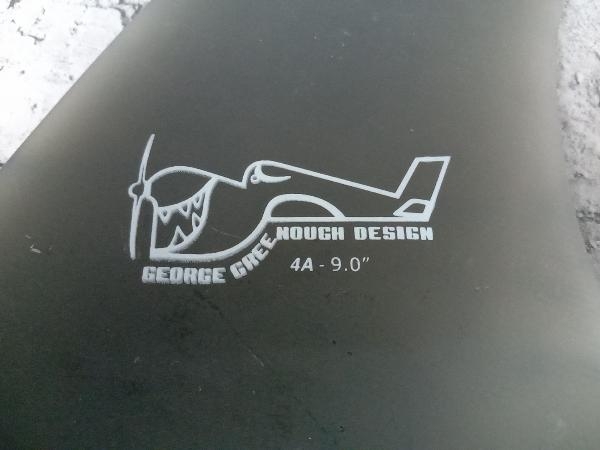 GEORGE GREENOUGH DESIGN
4A - 9.0"